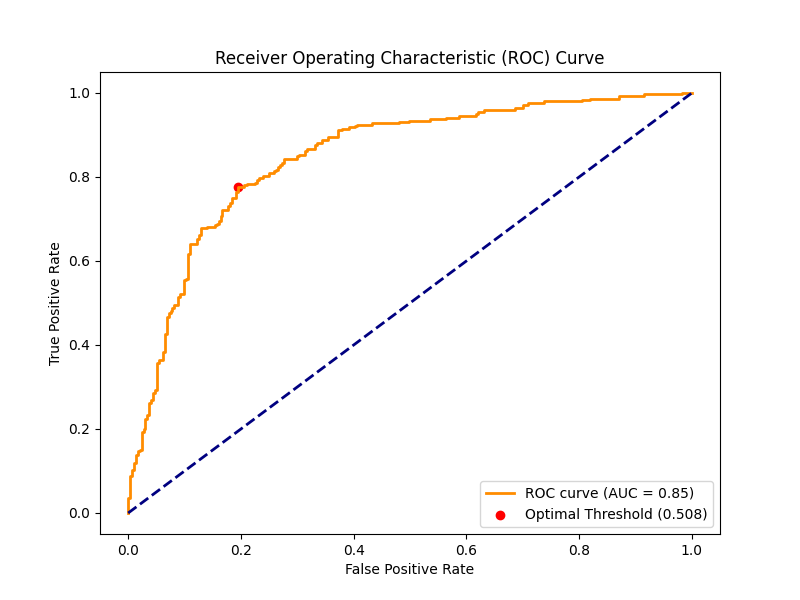 Receiver Operating Characteristic (ROC) Curve
1.0
0.8
0.6
0.4
0.2
0.0
True Positive Rate
0.0 0.2 0.4 0.6 0.8 1.0
False Positive Rate
ROC curve (AUC = 0.85)
Optimal Threshold (0.508)